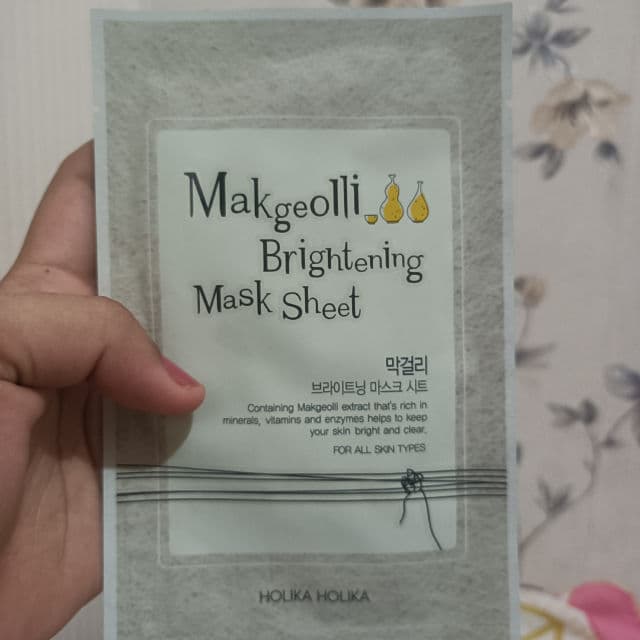 Makgeolli
Brightening
Mask Sheet
막걸리
브라이트닝 마스크 시트
Containing Makgeolli extract that's rich in
minerals, vitamins and enzymes helps to keep
your skin bright and clear.
FOR ALL SKIN TYPES
HOLIKA HOLIKA